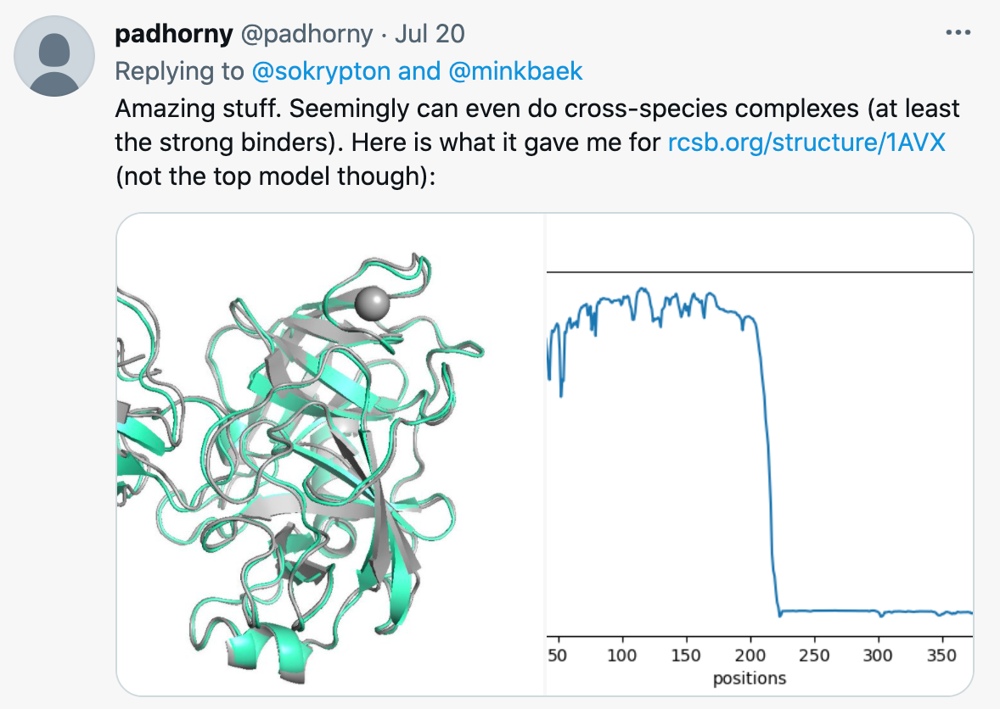 padhorny @padhorny · Jul 20
Replying to @sokrypton and @minkbaek
Amazing stuff. Seemingly can even do cross-species complexes (at least
the strong binders). Here is what it gave me for rcsb.org/structure/1AVX
(not the top model though):
50 100 150 200 250 300 350
positions